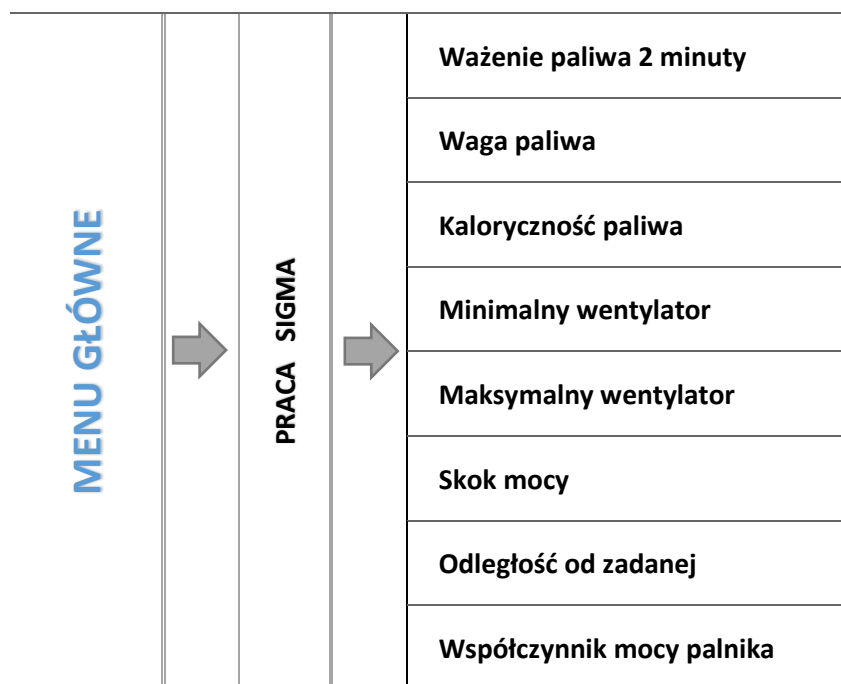 MENU GŁÓWNE
PRACA SIGMA
Ważenie paliwa 2 minuty
Waga paliwa
Kaloryczność paliwa
Minimalny wentylator
Maksymalny wentylator
Skok mocy
Odległość od zadanej
Współczynnik mocy palnika